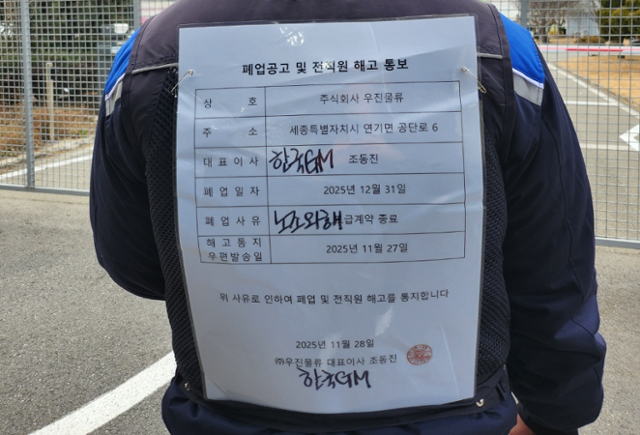 폐업공고 및 전직원 해고 통보
상 호 주식회사 우진물류
주 소 세종특별자치시 연기면 공단로 6
대표이사 한국GM 조동진
폐업일자 2025년 12월 31일
폐업사유 노조와해 급계약 종료
해고통지
우편발송일 2025년 11월 27일
위 사유로 인하여 폐업 및 전직원 해고를 통지합니다
2025년 11월 28일
㈜우진물류 대표이사 조동진
한국GM